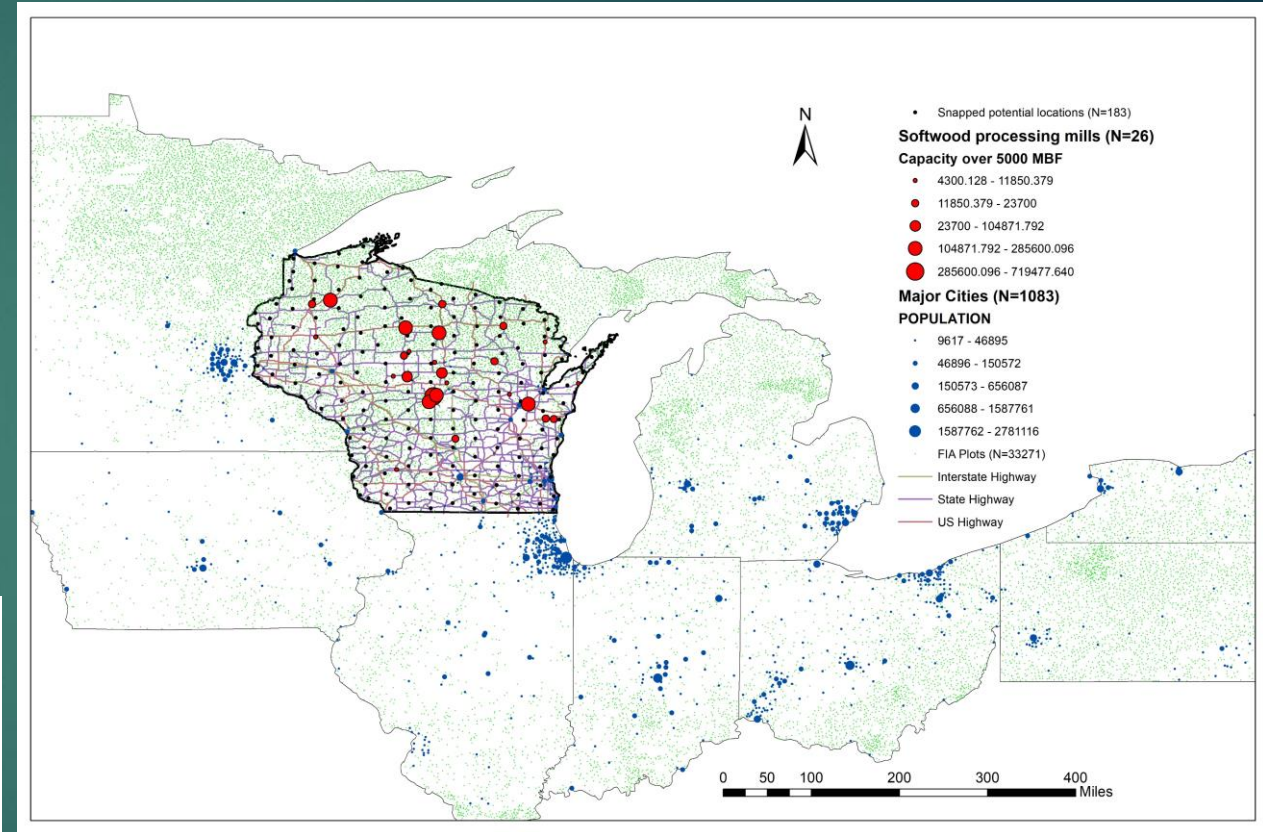 N
Snapped potential locations (N=183)
Softwood processing mills (N=26)
Capacity over 5000 MBF
4300.128 - 11850.379
11850.379 - 23700
23700 - 104871.792
104871.792 - 285600.096
285600.096 - 719477.640
Major Cities (N=1083)
POPULATION
9617 - 46895
46896 - 150572
150573 - 656087
656088 - 1587761
1587762 - 2781116
FIA Plots (N=33271)
Interstate Highway
State Highway
US Highway
0 50 100 200 300 400
Miles